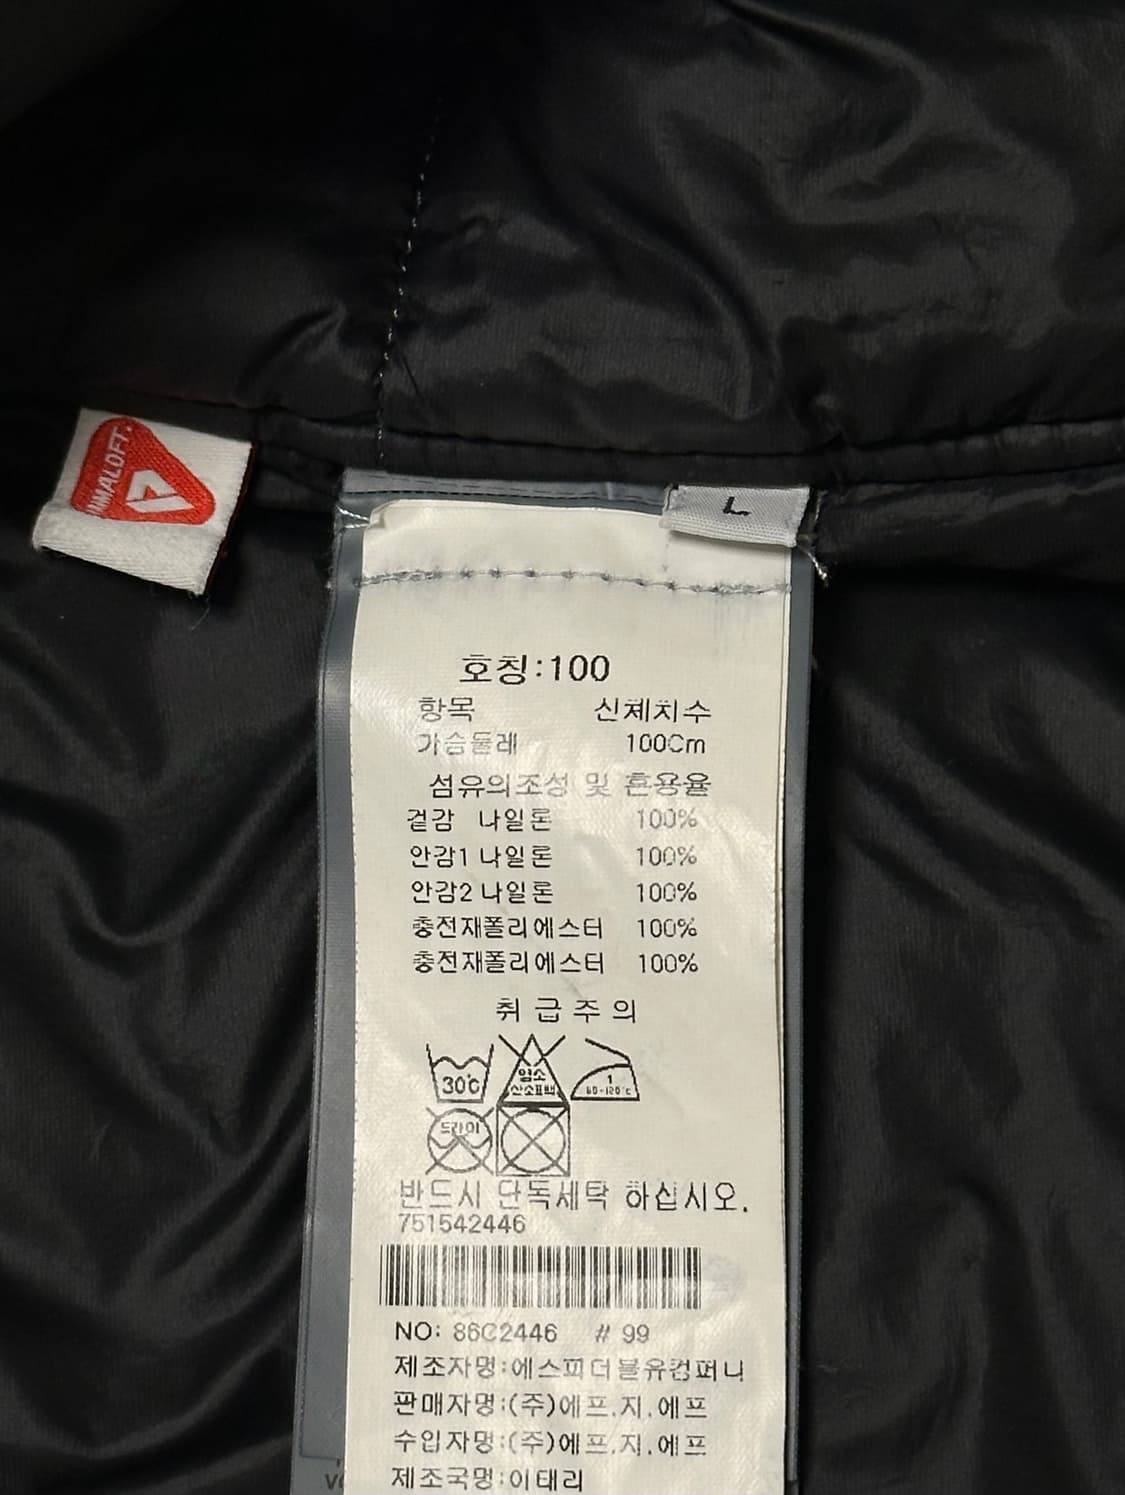 PRIMALOFT
L
호칭:100
항목 신체치수
가슴둘레 100Cm
섬유의조성 및 혼용율
겉감 나일론 100%
안감1 나일론 100%
안감2 나일론 100%
충전재폴리에스터 100%
충전재폴리에스터 100%
취급주의
30℃ 염소 산소표백 1 80-120℃
드라이
반드시 단독세탁 하십시오.
751542446
NO: 86C2446 # 99
제조자명:에스피더블유컴퍼니
판매자명:(주)에프.지.에프
수입자명:(주)에프.지.에프
제조국명:이태리